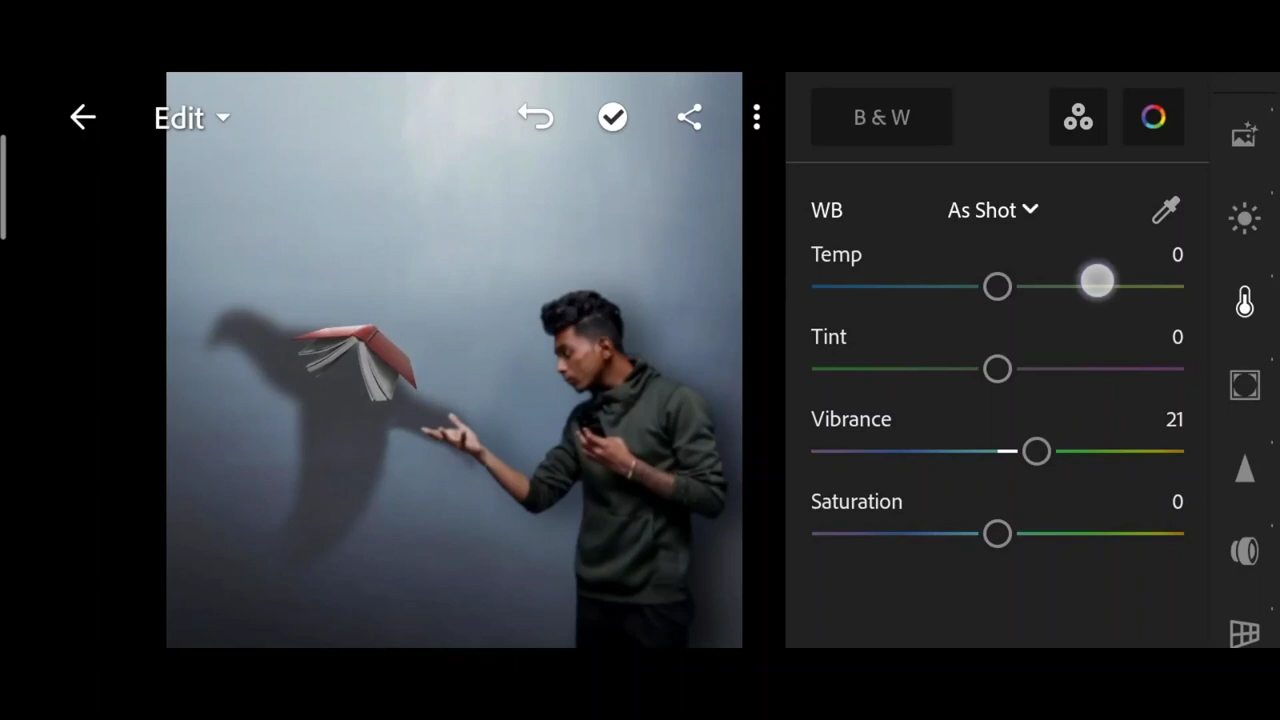 Edit
B & W
WB
As Shot
Temp
0
Tint
0
Vibrance
21
Saturation
0